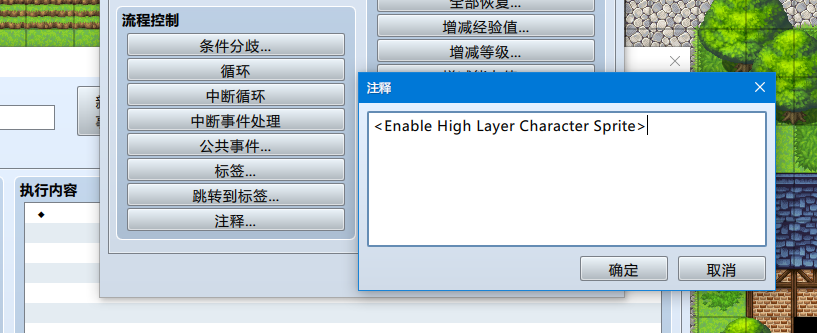 流程控制
条件分歧...
循环
中断循环
中断事件处理
公共事件...
标签...
跳转到标签...
注释...
全部恢复...
增减经验值...
增减等级...
注释
<Enable High Layer Character Sprite>
确定
取消
执行内容
◆